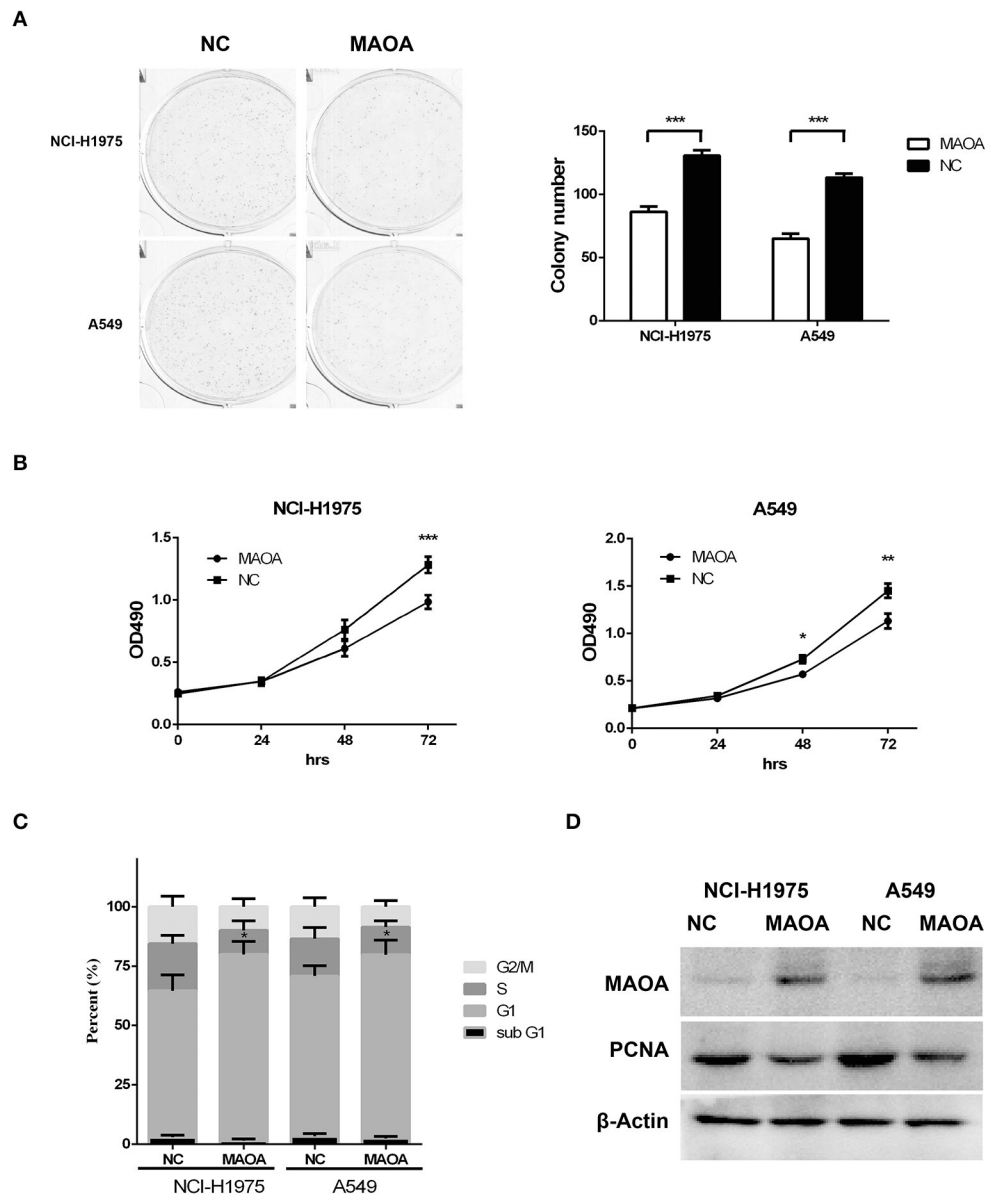 A
NC MAOA
NCI-H1975
A549
Colony number
150
100
50
0
*** ***
NCI-H1975 A549
MAOA
NC
B
NCI-H1975
OD490
1.5
1.0
0.5
0.0
MAOA
NC
***
0 24 48 72
hrs
A549
OD490
2.0
1.5
1.0
0.5
0.0
MAOA
NC
*
**
0 24 48 72
hrs
C
Percent (%)
100
75
50
25
0
* *
NC MAOA NC MAOA
NCI-H1975 A549
G2/M
S
G1
sub G1
D
NCI-H1975 A549
NC MAOA NC MAOA
MAOA
PCNA
β-Actin